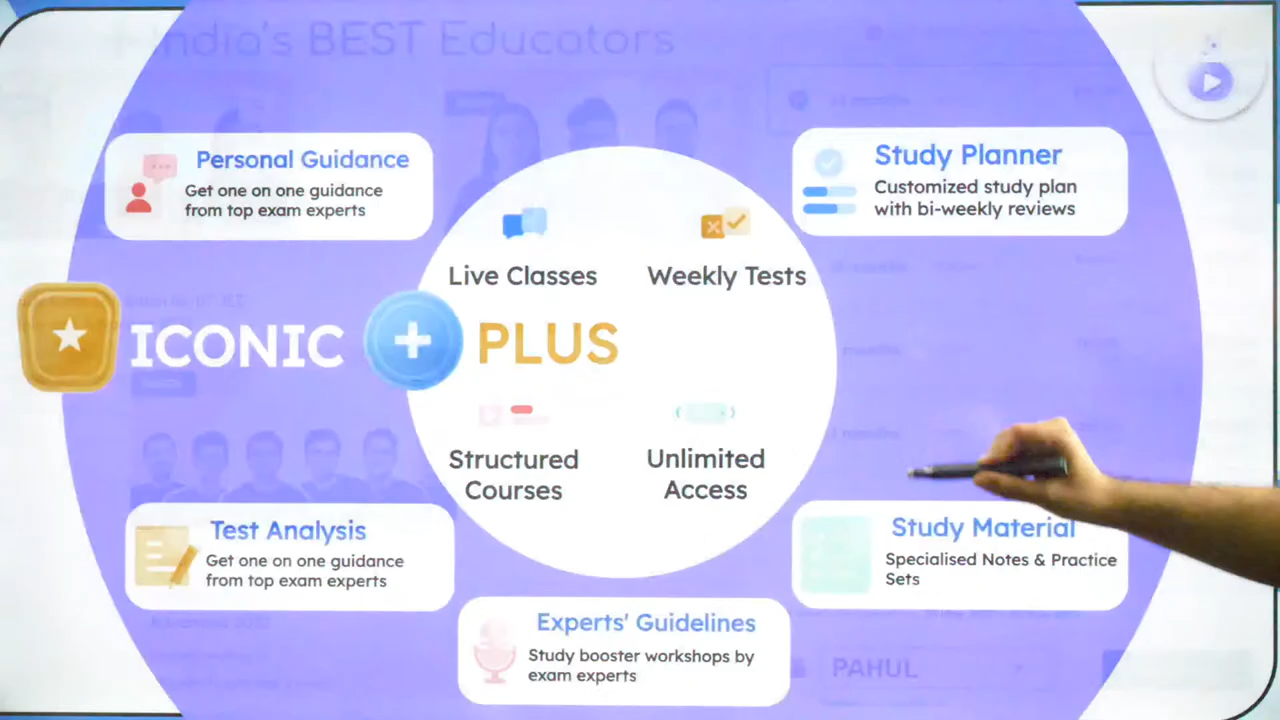 India's BEST Educators
Personal Guidance
Get one on one guidance
from top exam experts
Study Planner
Customized study plan
with bi-weekly reviews
Live Classes
Weekly Tests
ICONIC
PLUS
Structured
Courses
Unlimited
Access
Test Analysis
Get one on one guidance
from top exam experts
Study Material
Specialised Notes & Practice
Sets
Experts' Guidelines
Study booster workshops by
exam experts
PAHUL